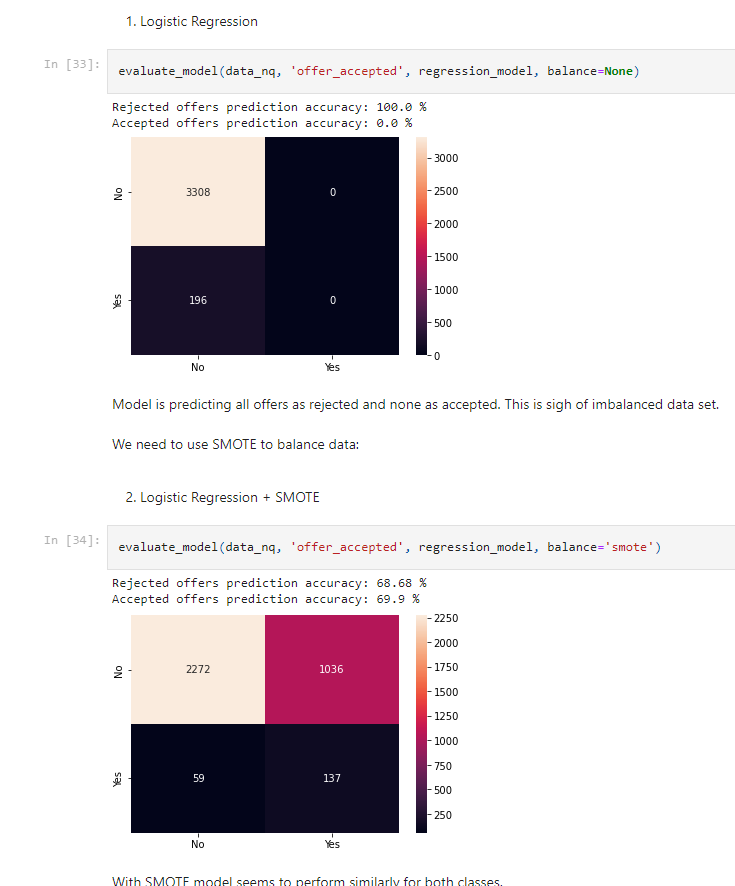 1. Logistic Regression
In [33]:
evaluate_model(data_nq, 'offer_accepted', regression_model, balance=None)
Rejected offers prediction accuracy: 100.0 %
Accepted offers prediction accuracy: 0.0 %
3000
No
3308
0
2500
2000
1500
1000
Yes
196
0
500
0
No
Yes
Model is predicting all offers as rejected and none as accepted. This is sigh of imbalanced data set.
We need to use SMOTE to balance data:
2. Logistic Regression + SMOTE
In [34]:
evaluate_model(data_nq, 'offer_accepted', regression_model, balance='smote')
Rejected offers prediction accuracy: 68.68 %
Accepted offers prediction accuracy: 69.9 %
2250
2000
No
2272
1036
1750
1500
1250
1000
Yes
59
137
750
500
250
No
Yes
With SMOTE model seems to perform similarly for both classes.